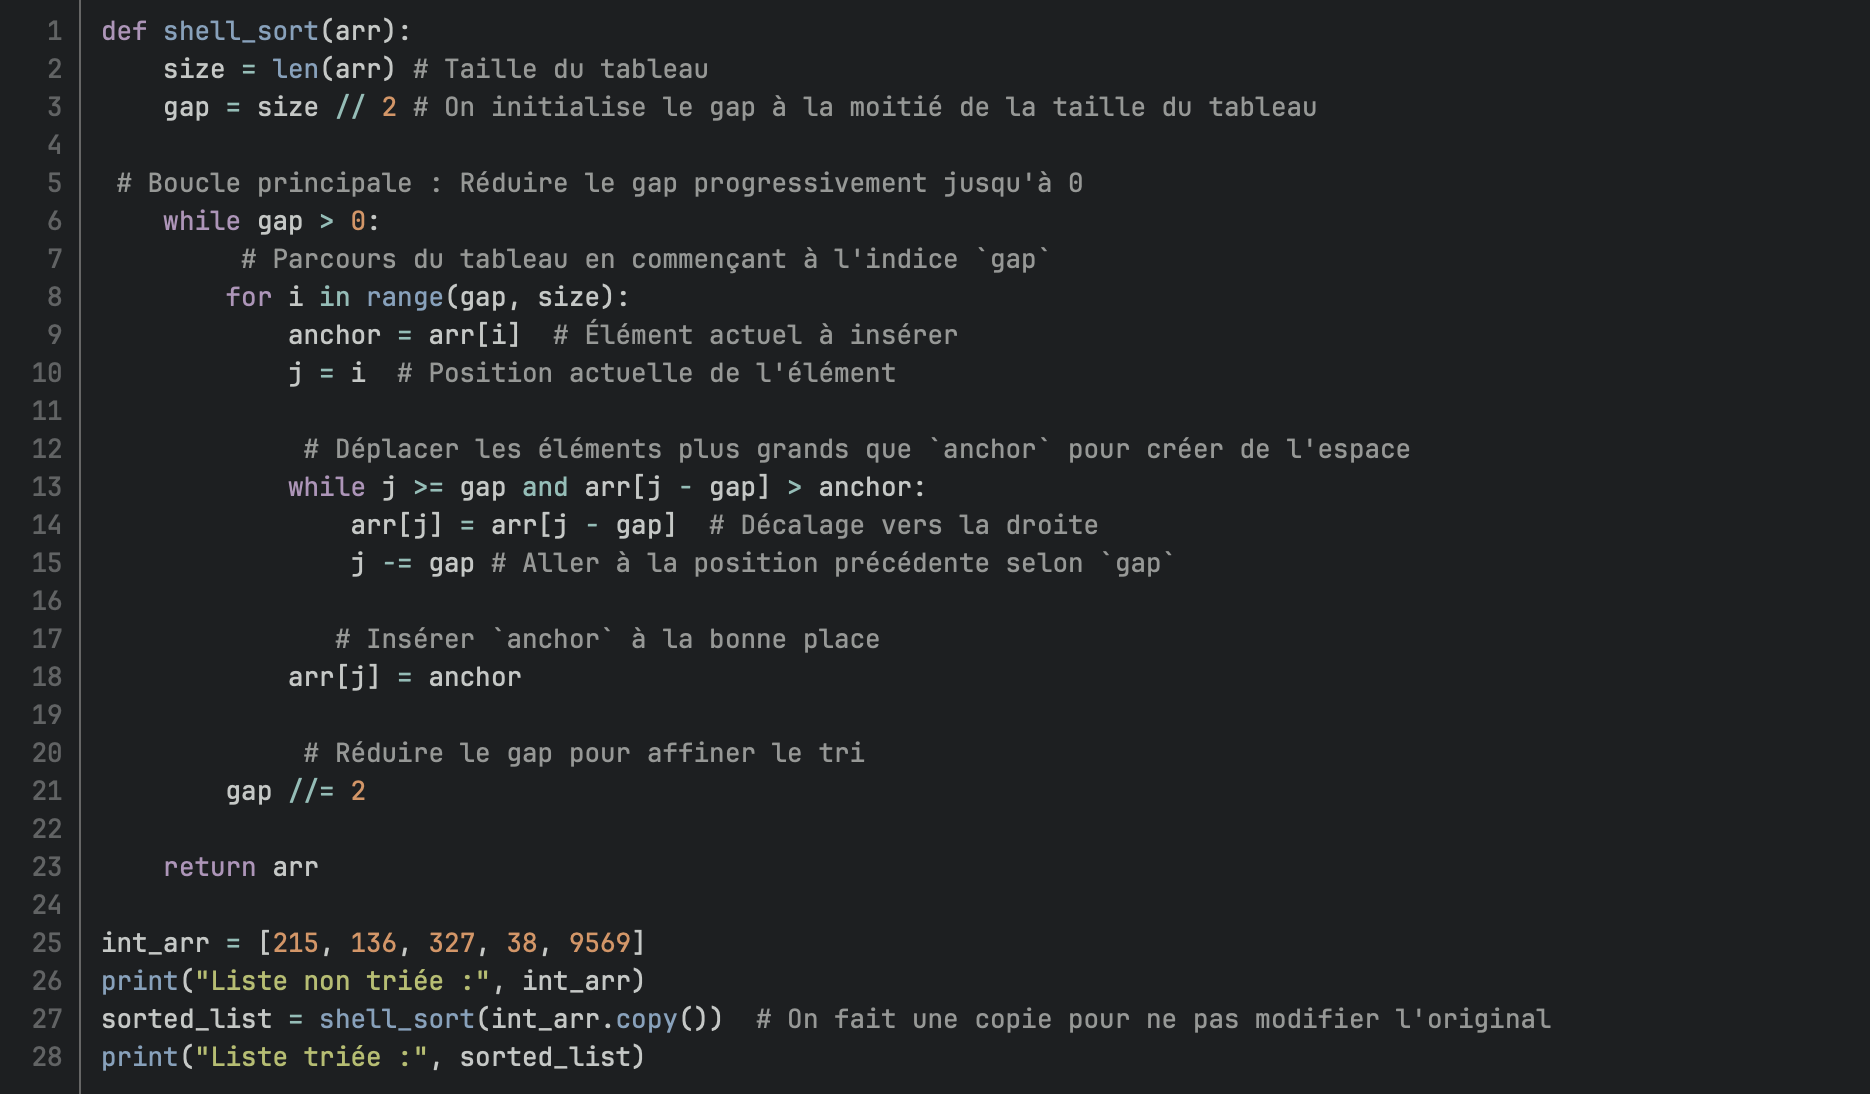 1 def shell_sort(arr):
2     size = len(arr) # Taille du tableau
3     gap = size // 2 # On initialise le gap à la moitié de la taille du tableau
4
5  # Boucle principale : Réduire le gap progressivement jusqu'à 0
6     while gap > 0:
7          # Parcours du tableau en commençant à l'indice `gap`
8         for i in range(gap, size):
9             anchor = arr[i]  # Élément actuel à insérer
10             j = i  # Position actuelle de l'élément
11
12              # Déplacer les éléments plus grands que `anchor` pour créer de l'espace
13             while j >= gap and arr[j - gap] > anchor:
14                 arr[j] = arr[j - gap]  # Décalage vers la droite
15                 j -= gap # Aller à la position précédente selon `gap`
16
17                # Insérer `anchor` à la bonne place
18             arr[j] = anchor
19
20              # Réduire le gap pour affiner le tri
21         gap //= 2
22
23     return arr
24
25 int_arr = [215, 136, 327, 38, 9569]
26 print("Liste non triée :", int_arr)
27 sorted_list = shell_sort(int_arr.copy())  # On fait une copie pour ne pas modifier l'original
28 print("Liste triée :", sorted_list)